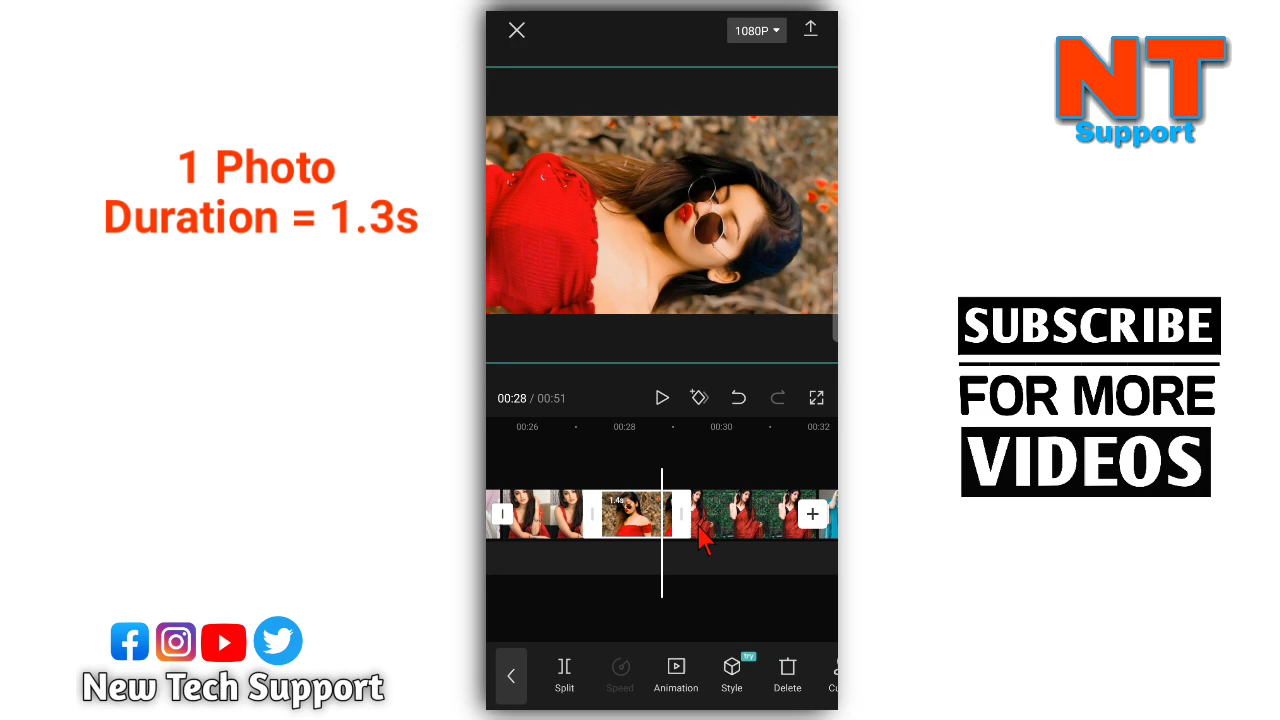 1 Photo
Duration = 1.3s
1080P
NT
Support
SUBSCRIBE
FOR MORE
VIDEOS
00:28 / 00:51
00:26 00:28 00:30 00:32
1.4s
Try
Split Speed Animation Style Delete
New Tech Support